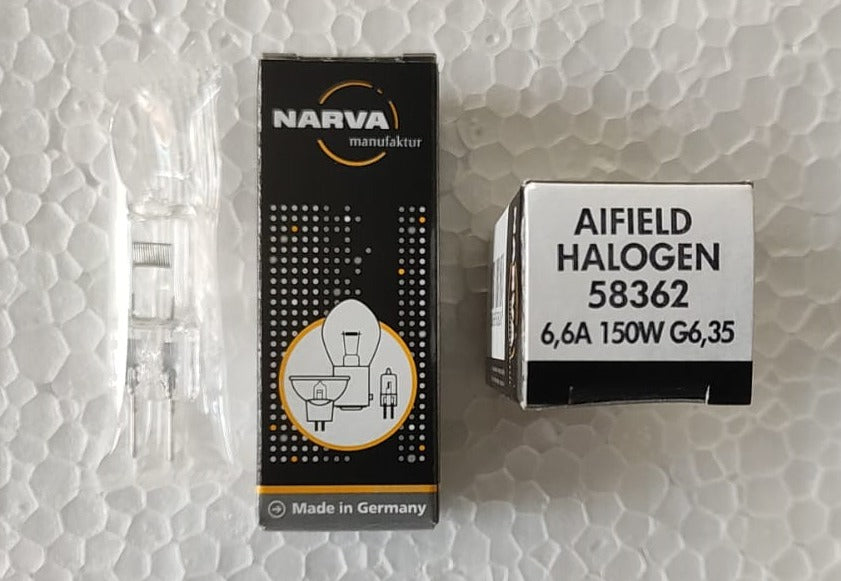 NARVA
manufaktur
Made in Germany
AIFIELD
HALOGEN
58362
6,6A 150W G6,35